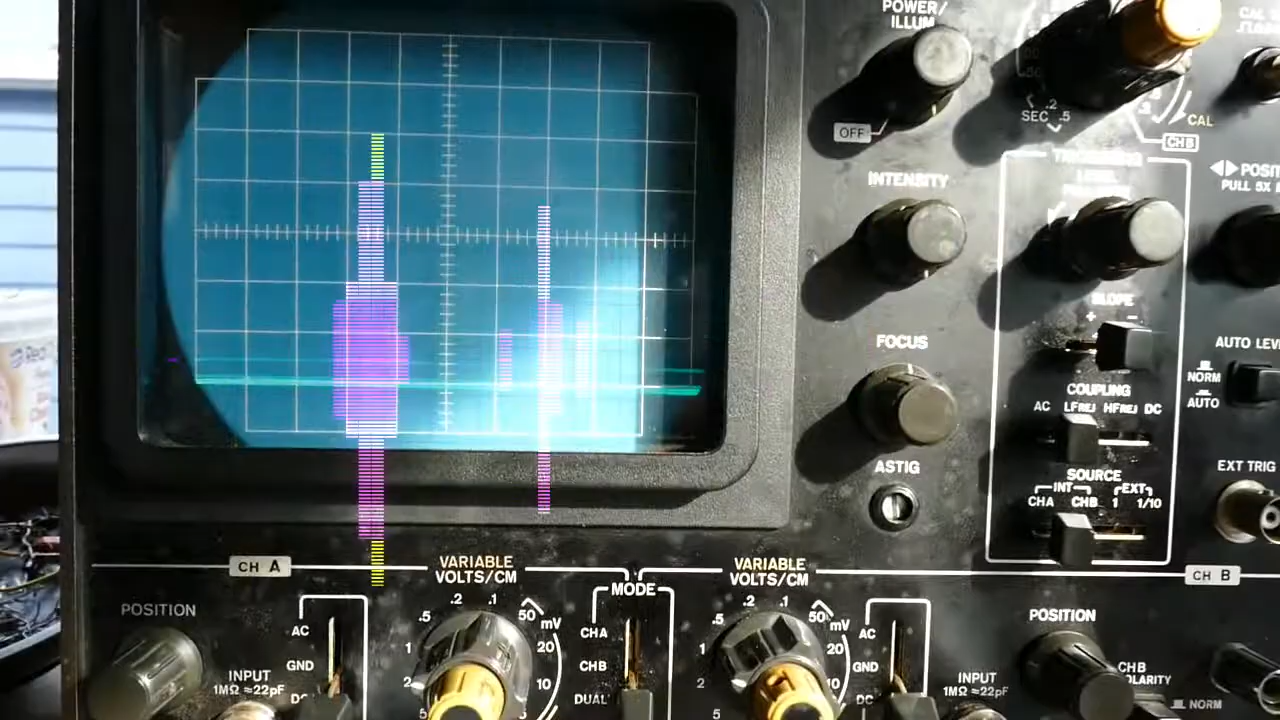 POWER/
ILLUM
OFF
SEC .2 .5
CAL
CHB
INTENSITY
LEVEL
POSIT
PULL 5X
SLOPE
+ -
FOCUS
AUTO LEV
NORM
AUTO
COUPLING
AC LFREJ HFREJ DC
ASTIG
SOURCE
INT EXT
CHA CHB 1 1/10
EXT TRIG
CH A
VARIABLE
VOLTS/CM
.5 .2 .1 50 mV
1 20
2 10
5
MODE
CHA
CHB
DUAL
VARIABLE
VOLTS/CM
.5 .2 .1 50 mV
1 20
2 10
5
CH B
POSITION
AC
GND
DC
INPUT
1MΩ≈22pF
AC
GND
DC
INPUT
1MΩ≈22pF
POSITION
CHB
NORM